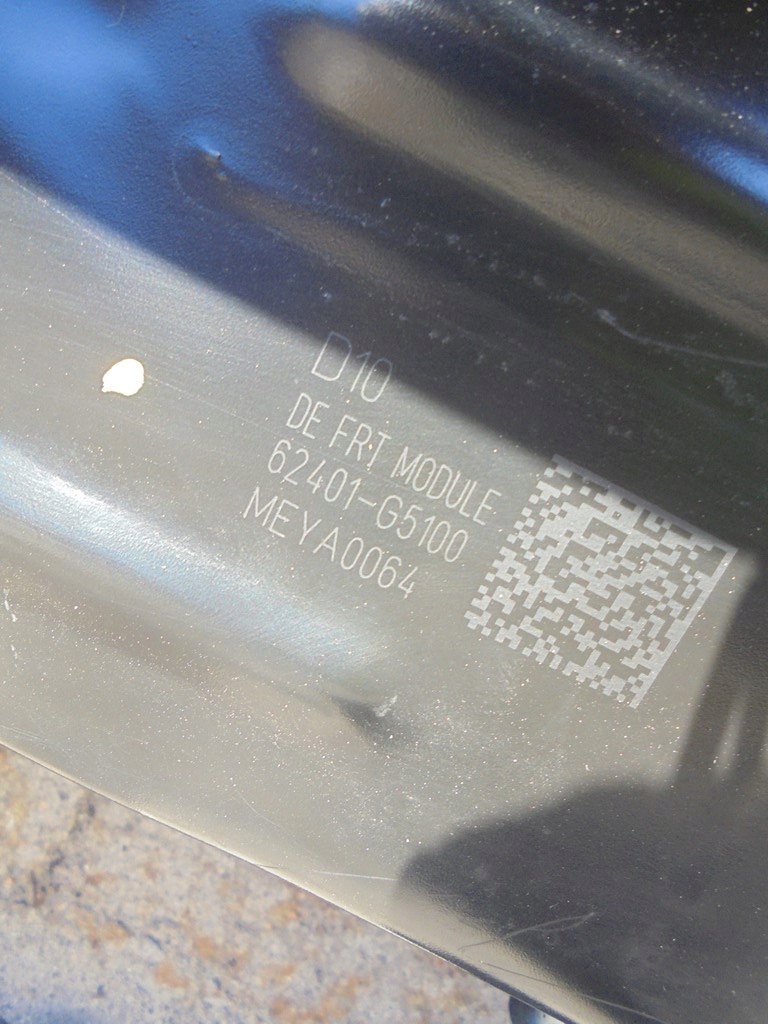 D10
DE FRT MODULE
62401-G5100
MEYA0064